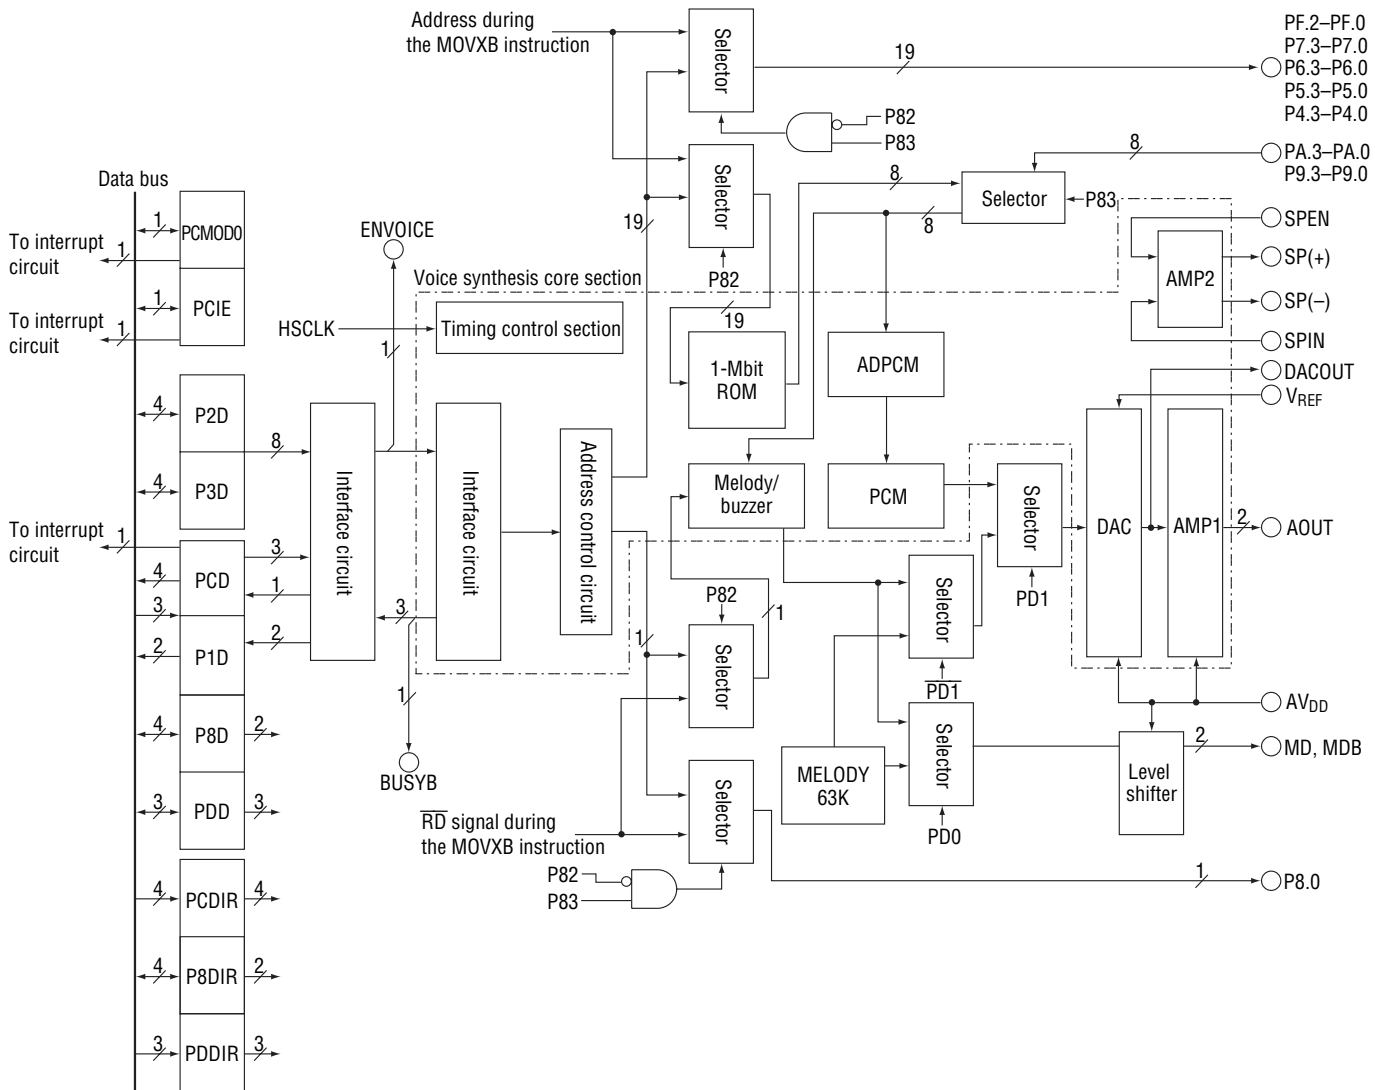 Address during
the MOVXB instruction
Selector
19
PF.2–PF.0
P7.3–P7.0
P6.3–P6.0
P5.3–P5.0
P4.3–P4.0
P82
P83
8
PA.3–PA.0
P9.3–P9.0
Selector
P82
19
19
8
8
Selector
P83
Data bus
1
PCMOD0
To interrupt
circuit
1
1
PCIE
To interrupt
circuit
1
ENVOICE
1
Voice synthesis core section
HSCLK
Timing control section
1-Mbit
ROM
ADPCM
PCM
SPEN
SP(+)
SP(–)
SPIN
AMP2
DACOUT
VREF
4
P2D
8
4
P3D
Interface circuit
Interface circuit
Address control circuit
Melody/
buzzer
Selector
PD1
DAC
AMP1
2
AOUT
To interrupt
circuit
1
3
4
PCD
1
3
2
P1D
2
3
1
BUSYB
P82
1
1
Selector
Selector
PD1
Selector
PD0
MELODY
63K
AVDD
2
MD, MDB
Level
shifter
4
P8D
2
3
PDD
3
RD signal during
the MOVXB instruction
Selector
P82
P83
1
P8.0
4
PCDIR
4
4
P8DIR
2
3
PDDIR
3